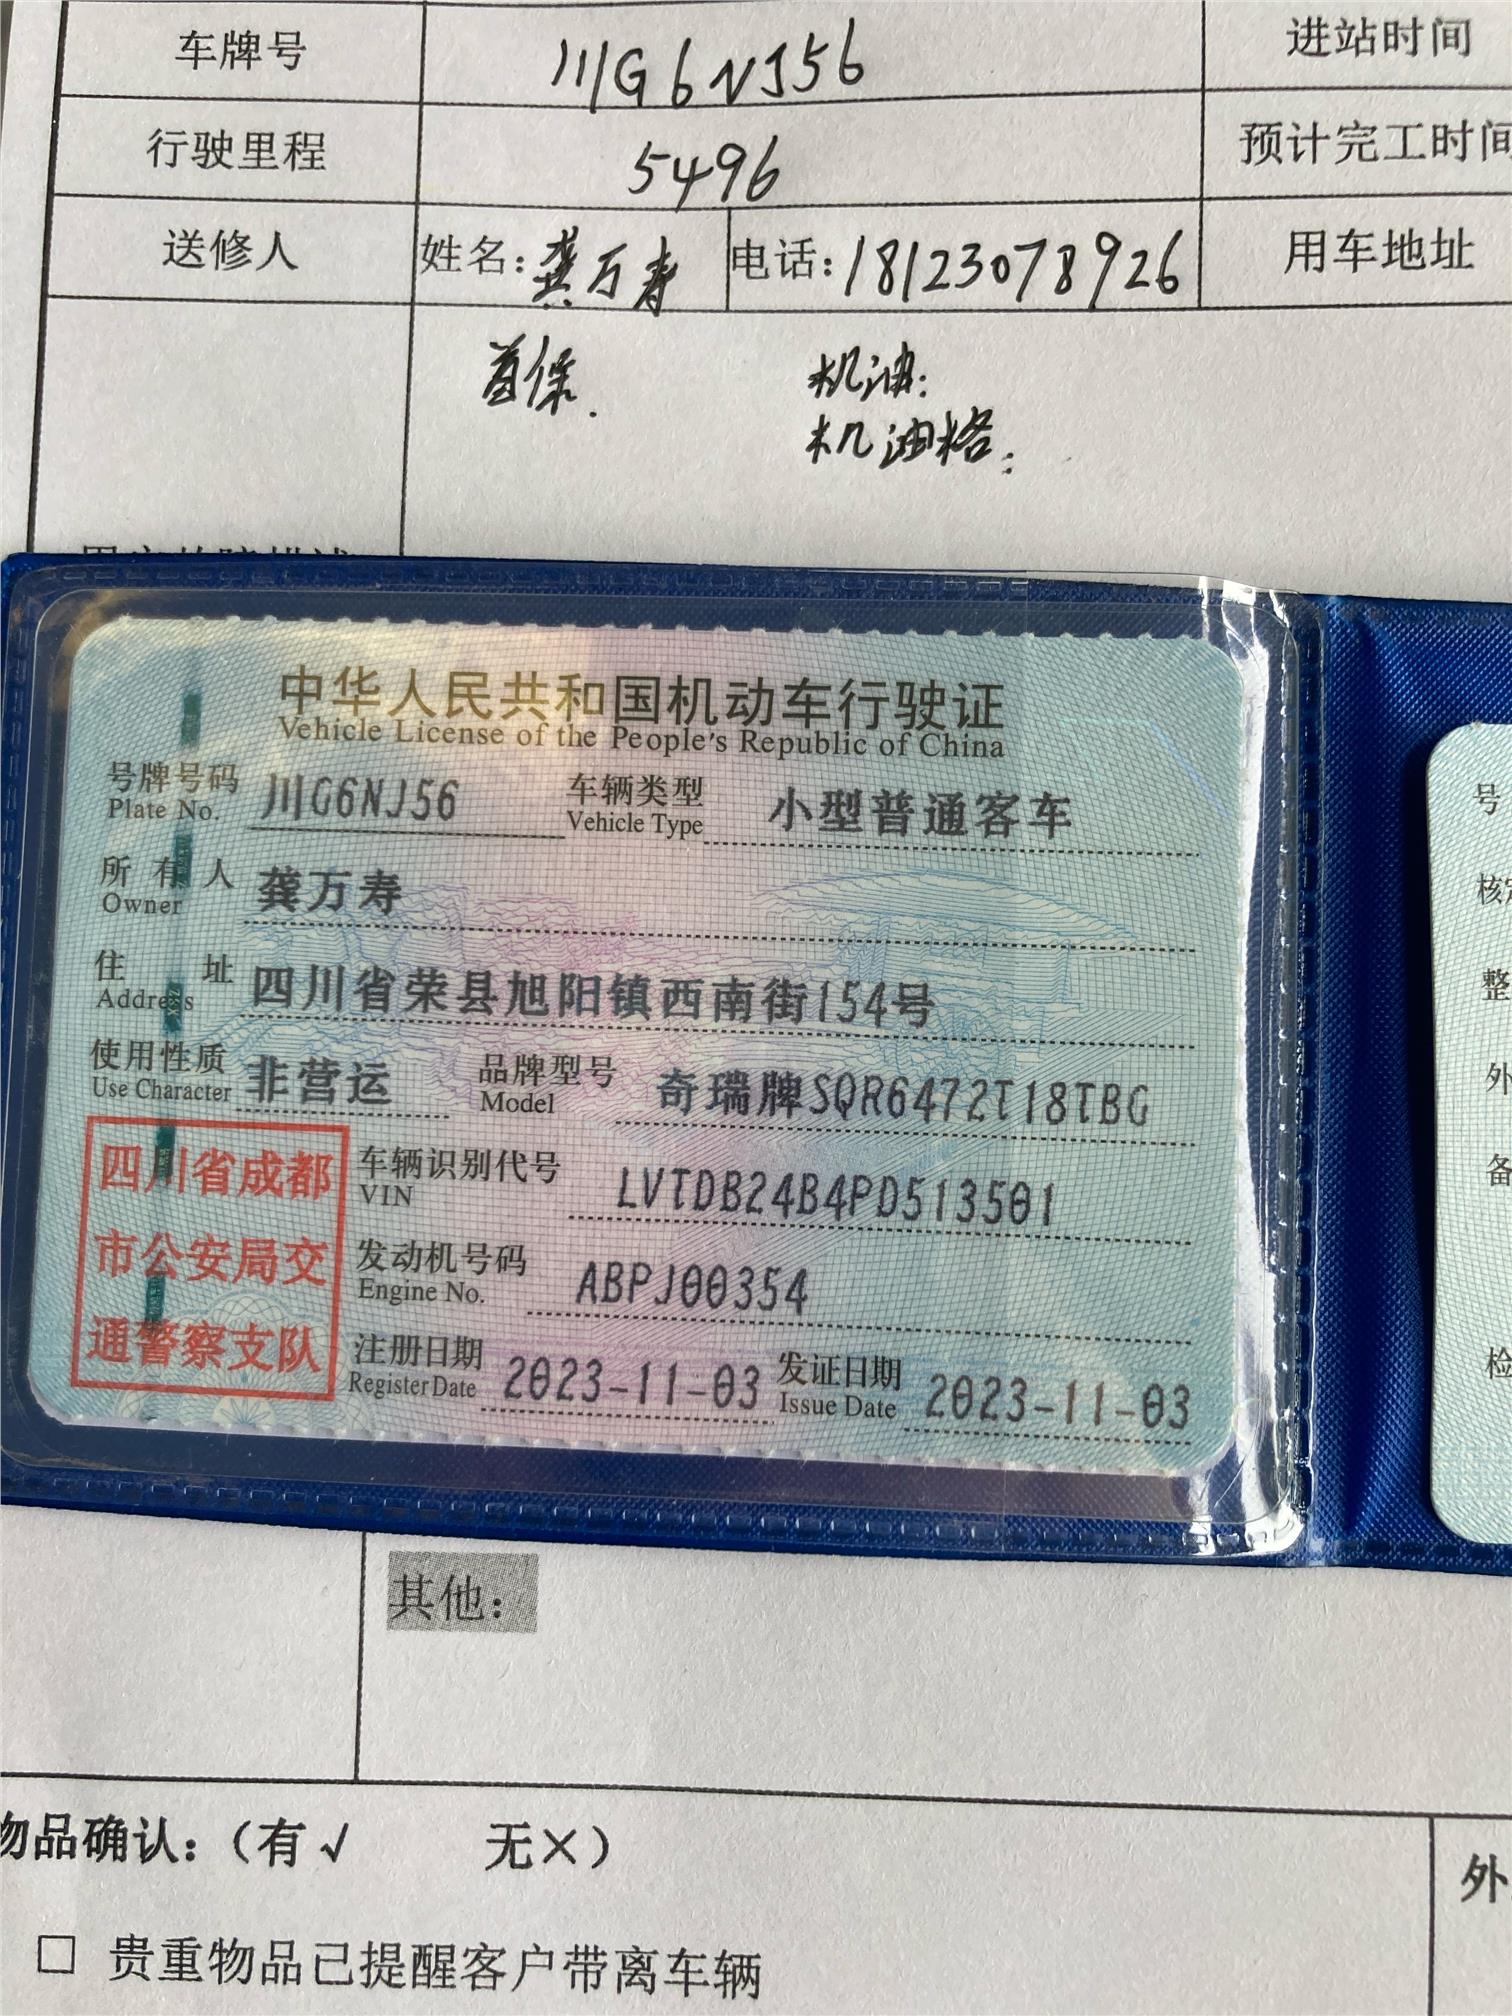 车牌号 川G6NJ56 进站时间
行驶里程 5496 预计完工时间
送修人 姓名：龚万寿 电话：18123078926 用车地址
首保. 机油：
机油格：
中华人民共和国机动车行驶证
Vehicle License of the People's Republic of China
号牌号码 川G6NJ56 车辆类型 小型普通客车
Plate No. Vehicle Type
所有人 龚万寿
Owner
住址 四川省荣县旭阳镇西南街154号
Address
使用性质 非营运 品牌型号 奇瑞牌SQR6472T18TBG
Use Character Model
四川省成都
市公安局交
通警察支队
车辆识别代号 LVTDB24B4PD513501
VIN
发动机号码 ABPJ00354
Engine No.
注册日期 2023-11-03 发证日期 2023-11-03
Register Date Issue Date
号
核定
整
外
备
检
其他：
物品确认：（有√ 无×）
外
□ 贵重物品已提醒客户带离车辆